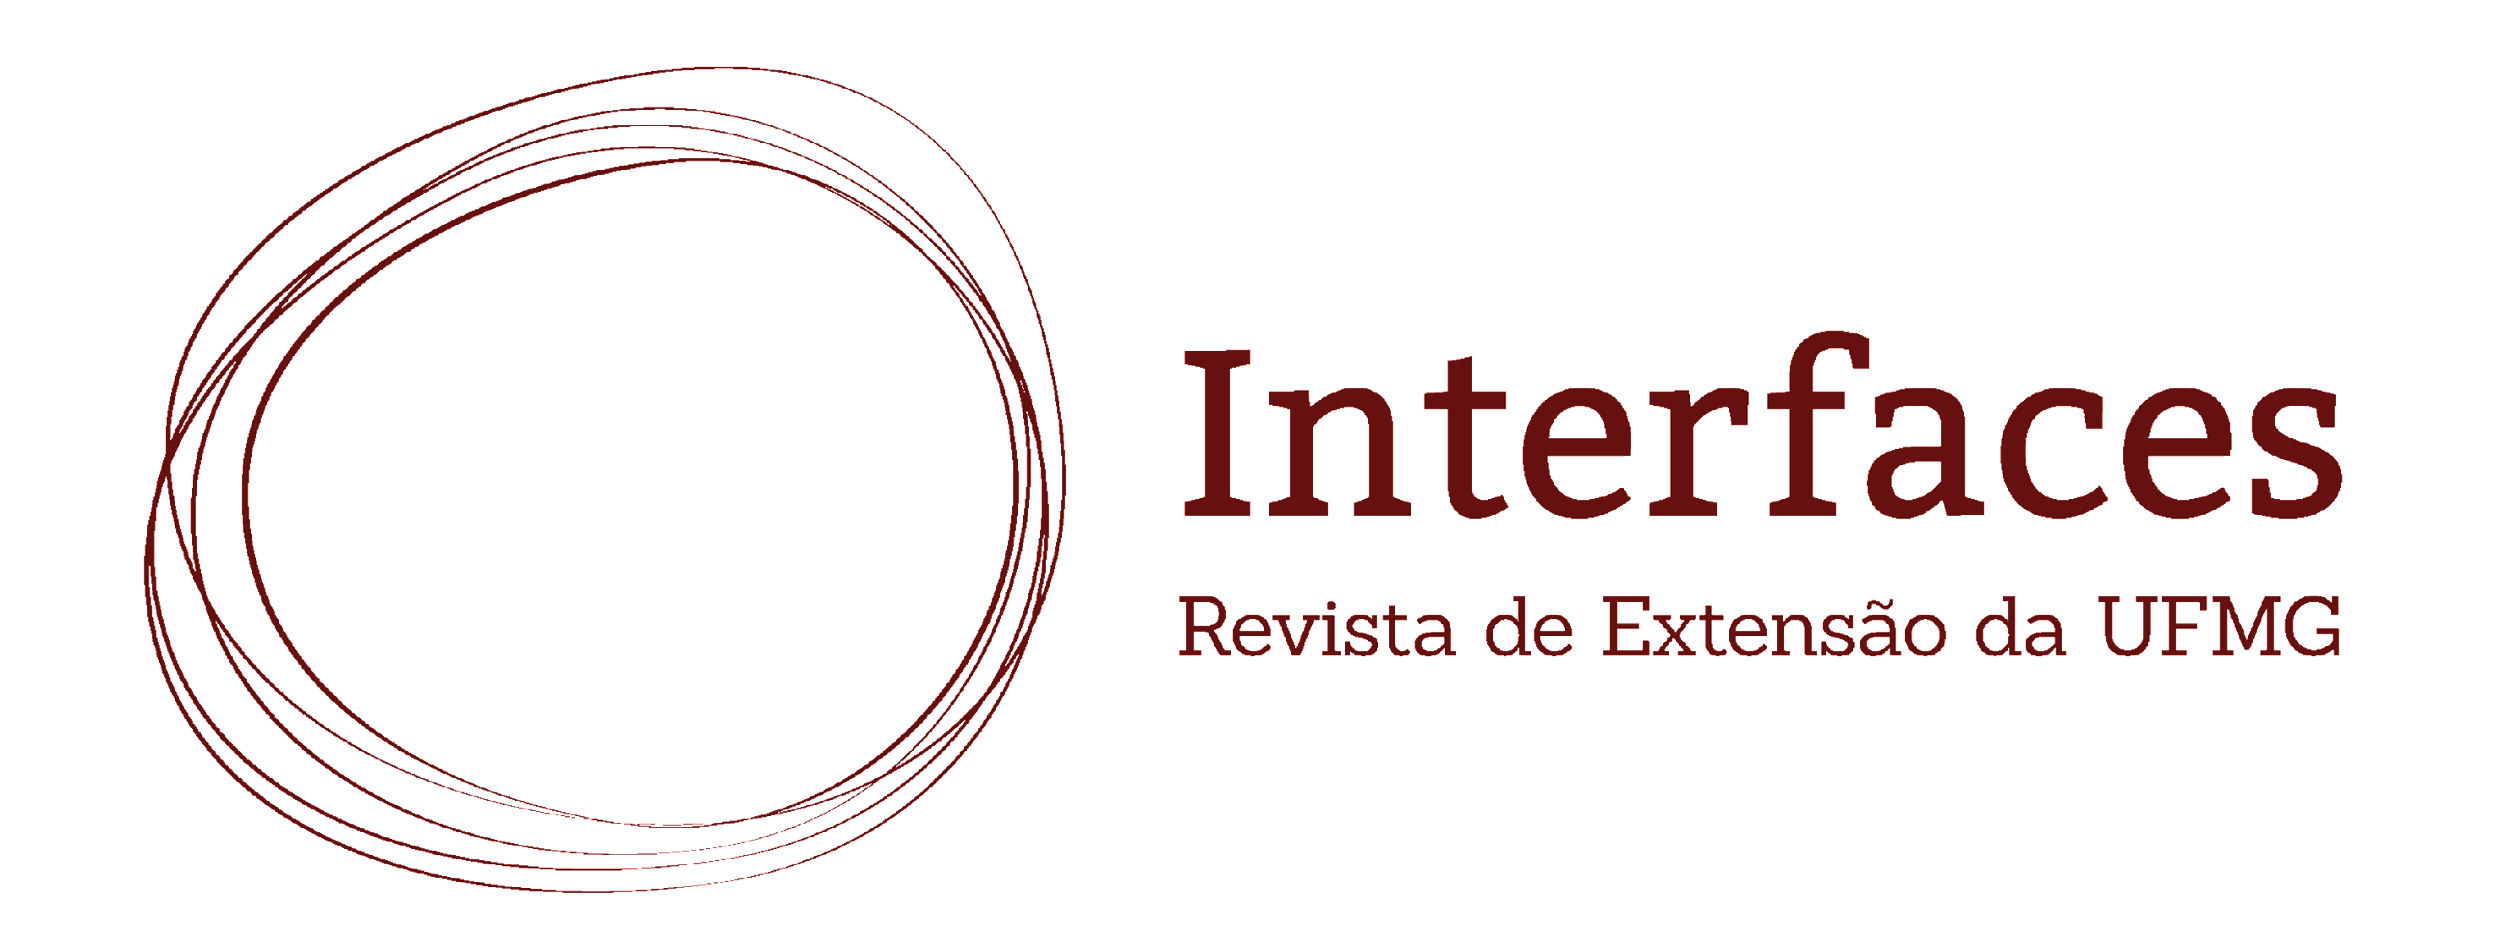 Interfaces
Revista de Extensão da UFMG